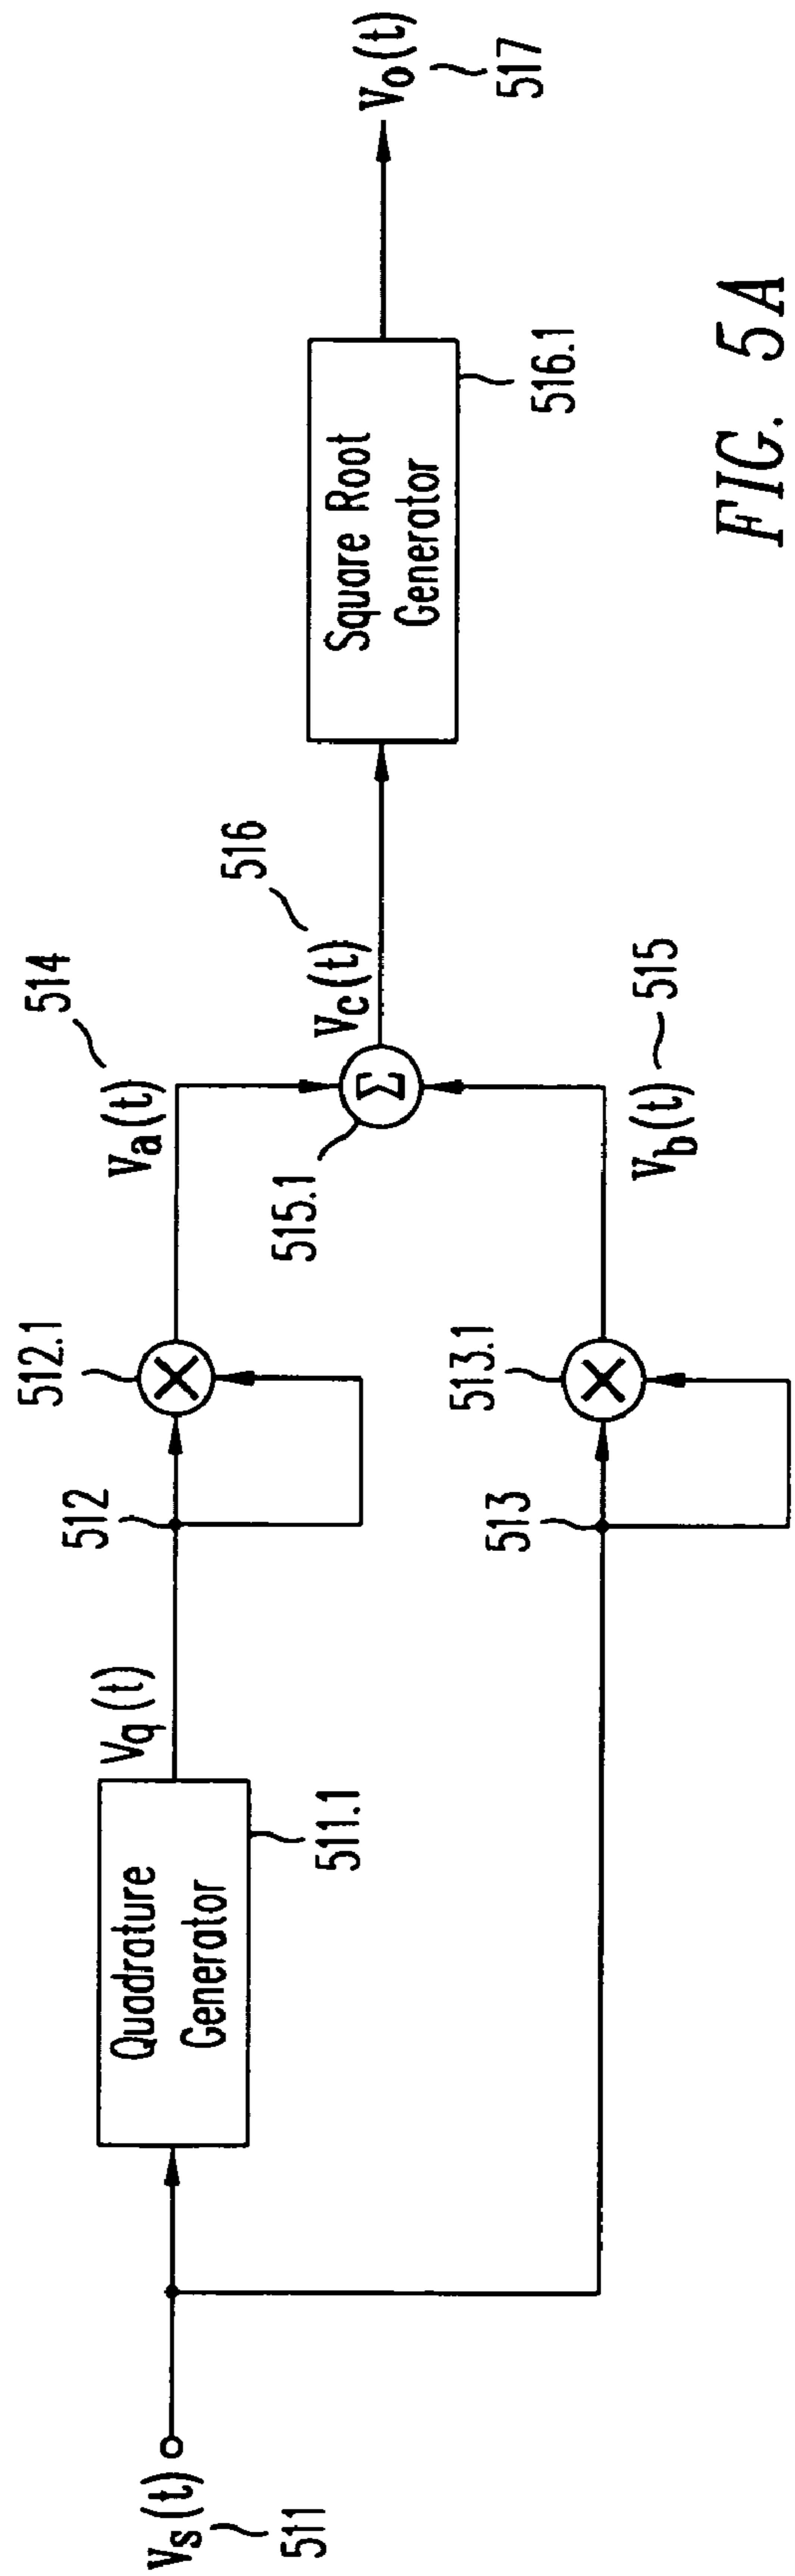 Vs(t)
511
Quadrature
Generator
511.1
Vq(t)
512
512.1
513
513.1
Va(t)
514
515.1
Σ
Vb(t)
515
Vc(t)
516
Square Root
Generator
516.1
Vo(t)
517
FIG. 5A